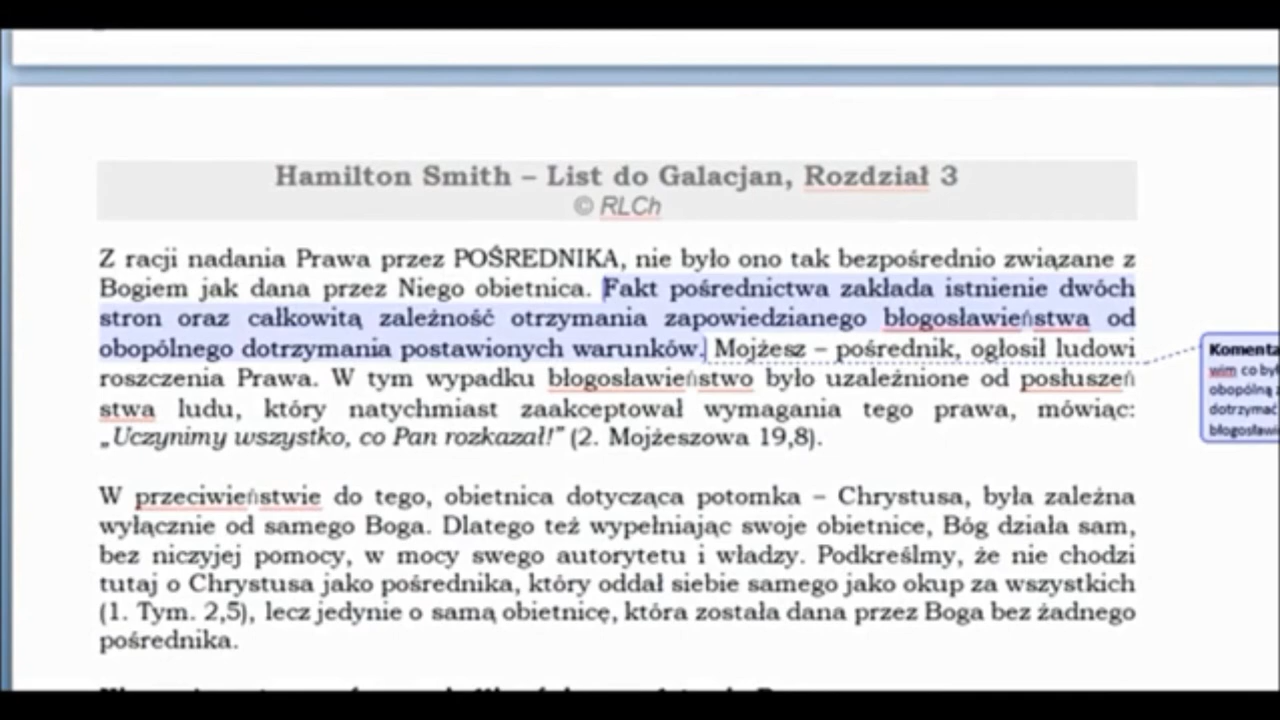 Hamilton Smith – List do Galacjan, Rozdział 3
© RLCh
Z racji nadania Prawa przez POŚREDNIKA, nie było ono tak bezpośrednio związane z
Bogiem jak dana przez Niego obietnica. Fakt pośrednictwa zakłada istnienie dwóch
stron oraz całkowitą zależność otrzymania zapowiedzianego błogosławieństwa od
obopólnego dotrzymania postawionych warunków. Mojżesz – pośrednik, ogłosił ludowi
roszczenia Prawa. W tym wypadku błogosławieństwo było uzależnione od posłuszeń
stwa ludu, który natychmiast zaakceptował wymagania tego prawa, mówiąc:
„Uczynimy wszystko, co Pan rozkazał!" (2. Mojżeszowa 19,8).
W przeciwieństwie do tego, obietnica dotycząca potomka – Chrystusa, była zależna
wyłącznie od samego Boga. Dlatego też wypełniając swoje obietnice, Bóg działa sam,
bez niczyjej pomocy, w mocy swego autorytetu i władzy. Podkreślmy, że nie chodzi
tutaj o Chrystusa jako pośrednika, który oddał siebie samego jako okup za wszystkich
(1. Tym. 2,5), lecz jedynie o samą obietnicę, która została dana przez Boga bez żadnego
pośrednika.
Komenta
wim co był
obopólną
dotrzymać
błogosławi